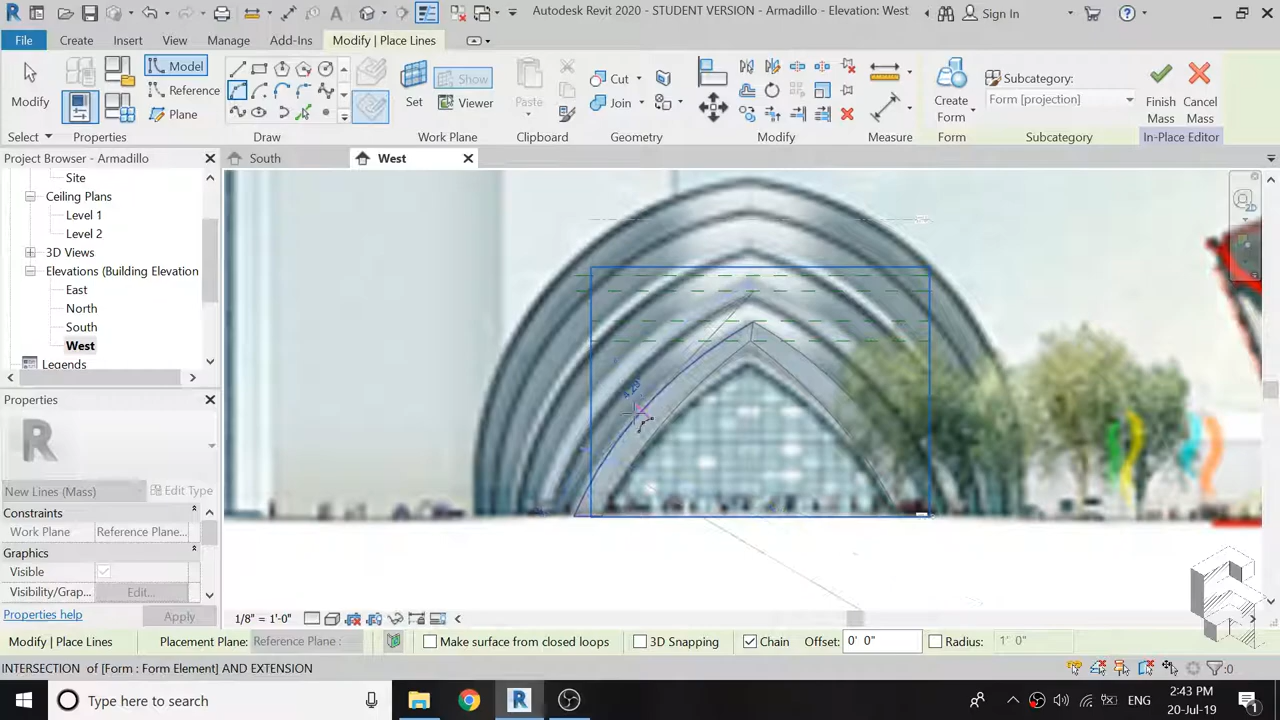 Autodesk Revit 2020 - STUDENT VERSION - Armadillo - Elevation: West
Sign In
File Create Insert View Manage Add-Ins Modify | Place Lines
Modify
Model
Reference
Plane
Set
Show
Viewer
Paste
Cut
Join
Create Form
Subcategory:
Form [projection]
Finish Mass
Cancel Mass
Select Properties Draw Work Plane Clipboard Geometry Modify Measure Form Subcategory In-Place Editor
Project Browser - Armadillo
South
West
Site
Ceiling Plans
Level 1
Level 2
3D Views
Elevations (Building Elevation
East
North
South
West
Legends
Properties
New Lines (Mass)
Edit Type
Constraints
Work Plane Reference Plane:...
Graphics
Visible
Visibility/Grap... Edit...
Properties help
Apply
1/8" = 1'-0"
Modify | Place Lines
Placement Plane: Reference Plane :
Make surface from closed loops
3D Snapping
Chain
Offset: 0' 0"
Radius: 1' 0"
INTERSECTION of [Form : Form Element] AND EXTENSION
:0
Type here to search
ENG
2:43 PM
20-Jul-19
1